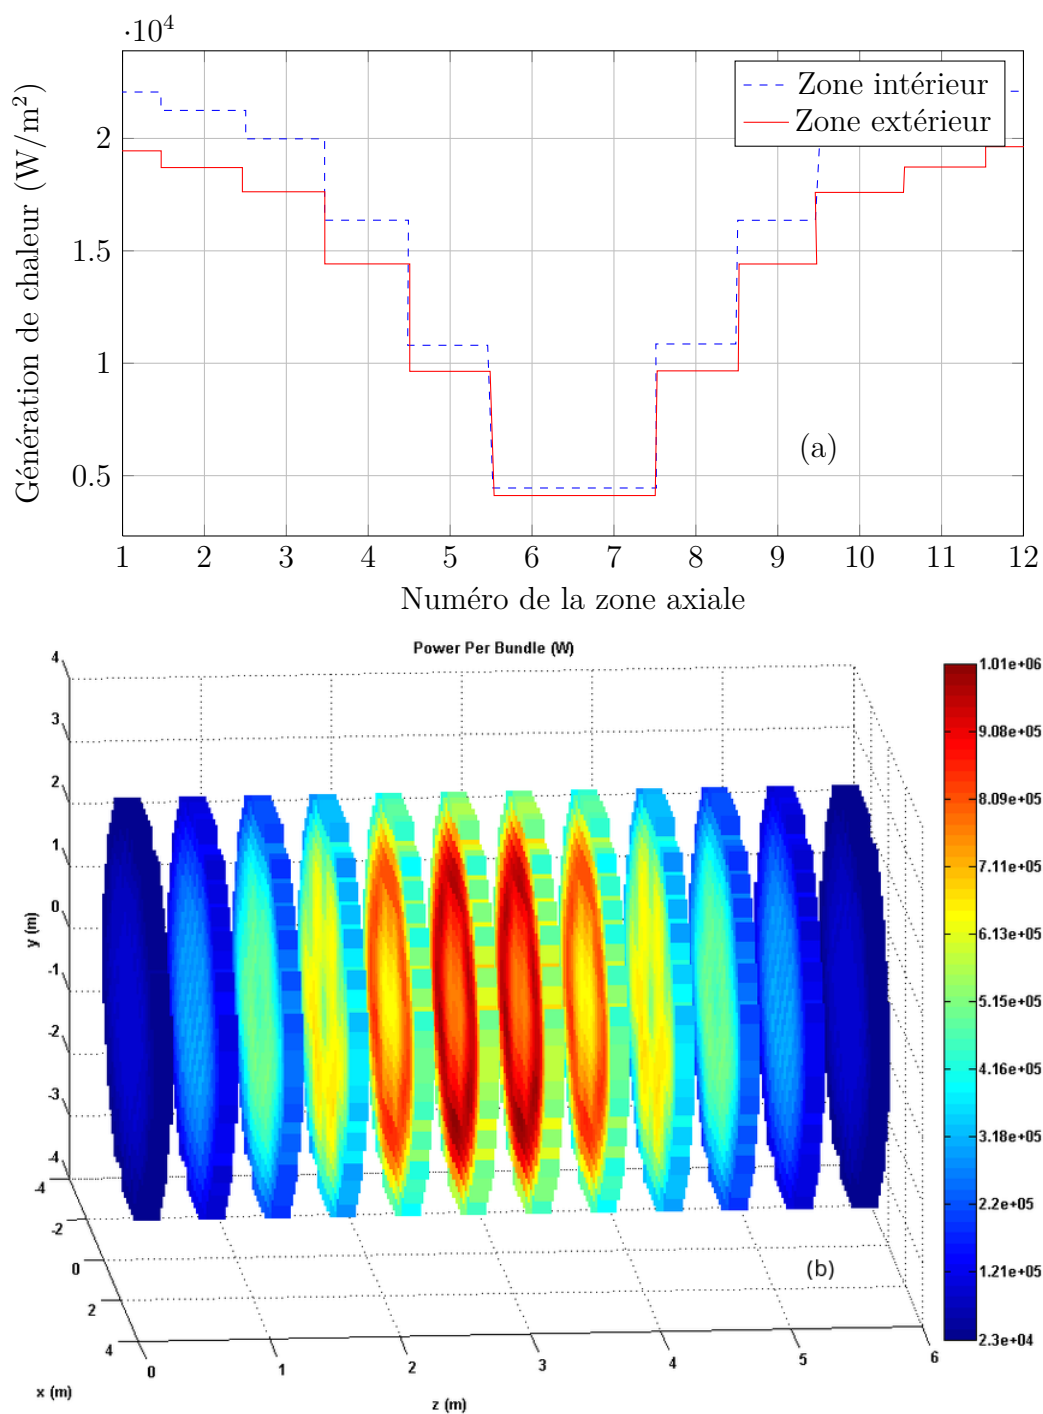 ·10⁴
Génération de chaleur (W/m²)
2
1.5
1
0.5
Zone intérieur
Zone extérieur
(a)
1 2 3 4 5 6 7 8 9 10 11 12
Numéro de la zone axiale
Power Per Bundle (W)
4
3
2
1
0
-1
-2
-3
-4
y (m)
-4
-2
0
2
4
x (m)
0 1 2 3 4 5 6
z (m)
(b)
1.01e+06
9.08e+05
8.09e+05
7.11e+05
6.13e+05
5.15e+05
4.16e+05
3.18e+05
2.2e+05
1.21e+05
2.3e+04